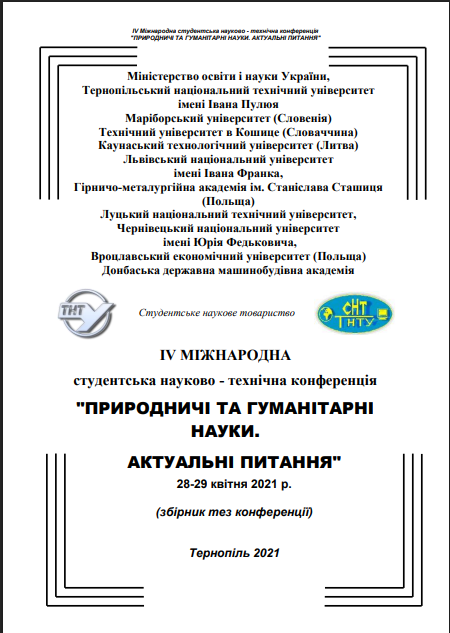 IV Міжнародна студентська науково - технічна конференція
"ПРИРОДНИЧІ ТА ГУМАНІТАРНІ НАУКИ. АКТУАЛЬНІ ПИТАННЯ"
Міністерство освіти і науки України,
Тернопільський національний технічний університет
імені Івана Пулюя
Маріборський університет (Словенія)
Технічний університет в Кошице (Словаччина)
Каунаський технологічний університет (Литва)
Львівський національний університет
імені Івана Франка,
Гірничо-металургійна академія ім. Станіслава Сташиця
(Польща)
Луцький національний технічний університет,
Чернівецький національний університет
імені Юрія Федьковича,
Вроцлавський економічний університет (Польща)
Донбаська державна машинобудівна академія
ТНТУ
Студентське наукове товариство
СНТ
ТНТУ
IV МІЖНАРОДНА
студентська науково - технічна конференція
"ПРИРОДНИЧІ ТА ГУМАНІТАРНІ
НАУКИ.
АКТУАЛЬНІ ПИТАННЯ"
28-29 квітня 2021 р.
(збірник тез конференції)
Тернопіль 2021